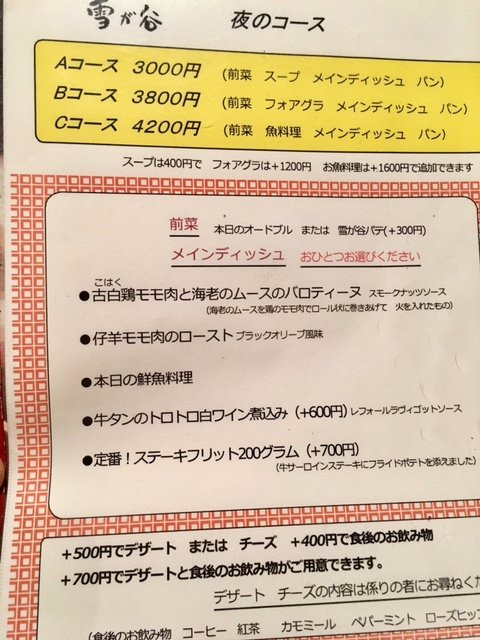 雪が谷 夜のコース
Aコース 3000円 (前菜 スープ メインディッシュ パン)
Bコース 3800円 (前菜 フォアグラ メインディッシュ パン)
Cコース 4200円 (前菜 魚料理 メインディッシュ パン)
スープは400円で フォアグラは+1200円 お魚料理は+1600円で追加できます
前菜 本日のオードブル または 雪が谷パテ(+300円)
メインディッシュ おひとつお選びください
こはく
●古白鶏モモ肉と海老のムースのバロティーヌ スモークナッツソース
(海老のムースを鶏のモモ肉でロール状に巻きあげて 火を入れたもの)
●仔羊モモ肉のロースト ブラックオリーブ風味
●本日の鮮魚料理
●牛タンのトロトロ白ワイン煮込み (+600円) レフォールラヴィゴットソース
●定番！ステーキフリット200グラム (+700円)
(牛サーロインステーキにフライドポテトを添えました)
+500円でデザート または チーズ +400円で食後のお飲み物
+700円でデザートと食後のお飲み物がご用意できます。
デザート チーズの内容は係りの者にお尋ねくだ
(食後のお飲み物 コーヒー 紅茶 カモミール ペパーミント ローズヒップ